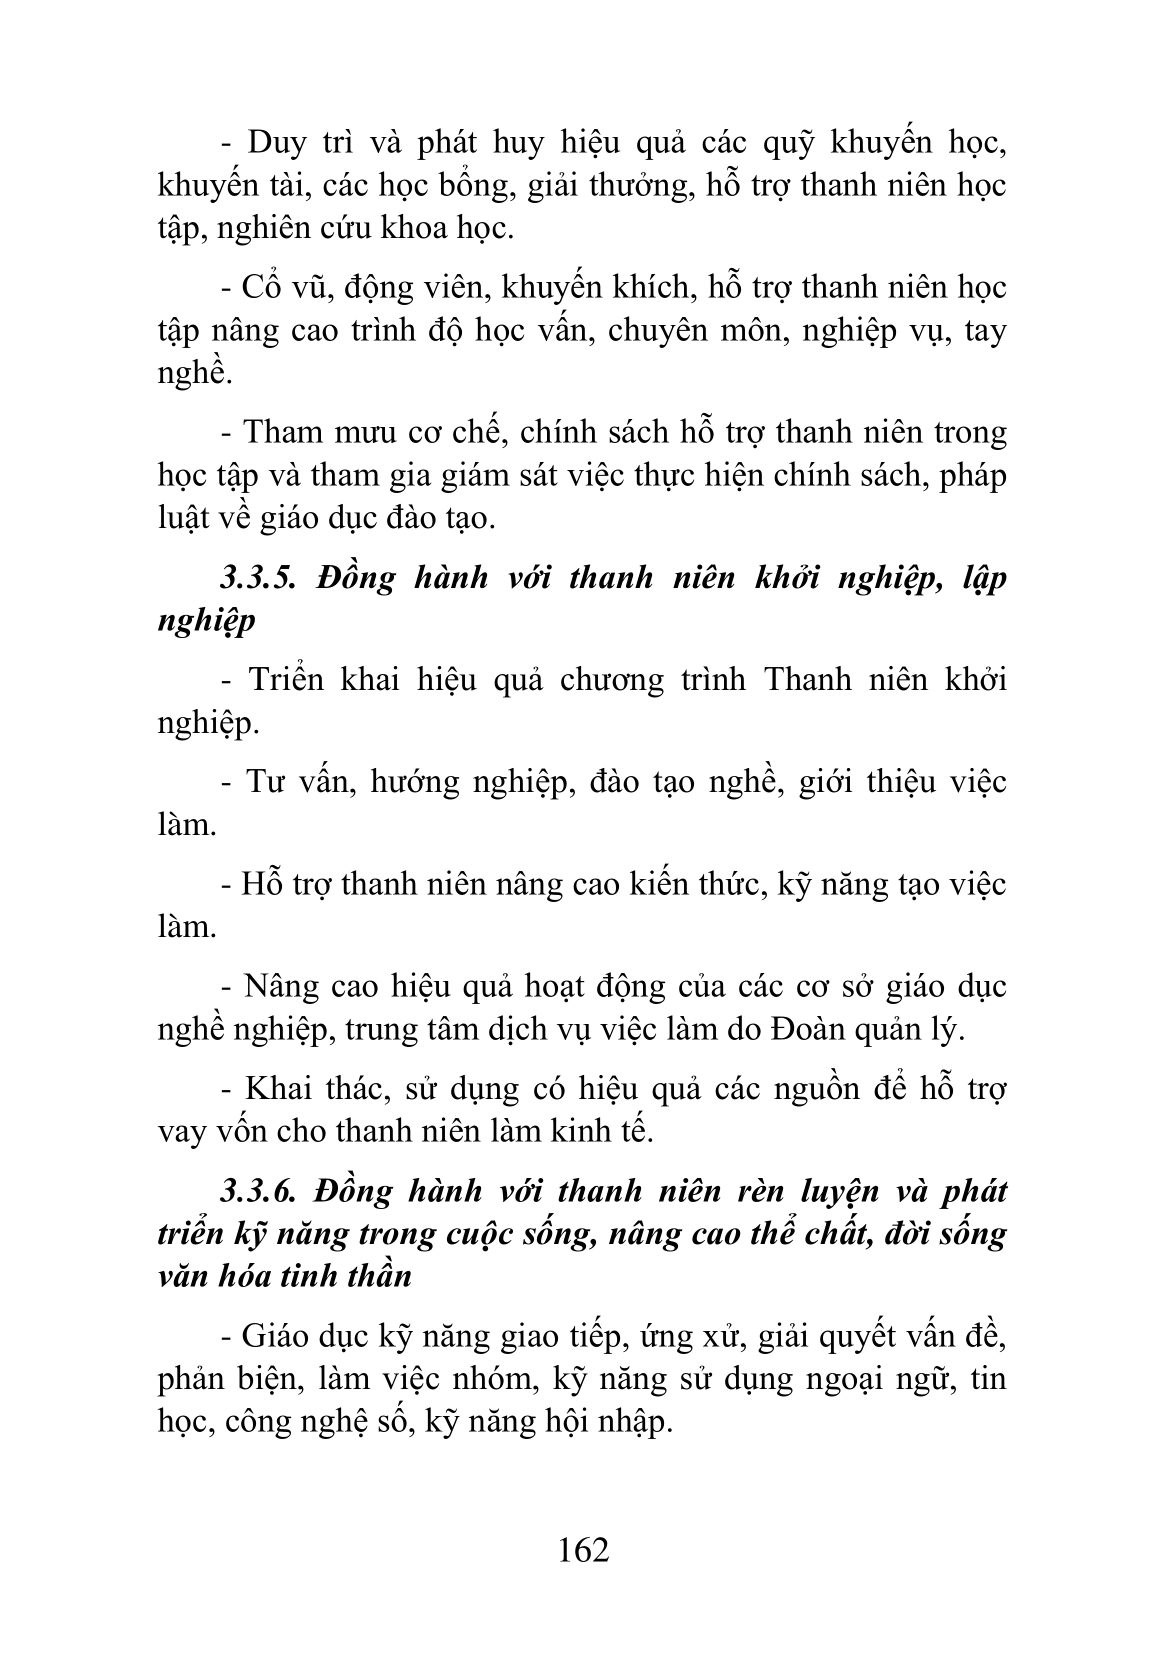 - Duy trì và phát huy hiệu quả các quỹ khuyến học,
khuyến tài, các học bổng, giải thưởng, hỗ trợ thanh niên học
tập, nghiên cứu khoa học.
- Cổ vũ, động viên, khuyến khích, hỗ trợ thanh niên học
tập nâng cao trình độ học vấn, chuyên môn, nghiệp vụ, tay
nghề.
- Tham mưu cơ chế, chính sách hỗ trợ thanh niên trong
học tập và tham gia giám sát việc thực hiện chính sách, pháp
luật về giáo dục đào tạo.
3.3.5. Đồng hành với thanh niên khởi nghiệp, lập
nghiệp
- Triển khai hiệu quả chương trình Thanh niên khởi
nghiệp.
- Tư vấn, hướng nghiệp, đào tạo nghề, giới thiệu việc
làm.
- Hỗ trợ thanh niên nâng cao kiến thức, kỹ năng tạo việc
làm.
- Nâng cao hiệu quả hoạt động của các cơ sở giáo dục
nghề nghiệp, trung tâm dịch vụ việc làm do Đoàn quản lý.
- Khai thác, sử dụng có hiệu quả các nguồn để hỗ trợ
vay vốn cho thanh niên làm kinh tế.
3.3.6. Đồng hành với thanh niên rèn luyện và phát
triển kỹ năng trong cuộc sống, nâng cao thể chất, đời sống
văn hóa tinh thần
- Giáo dục kỹ năng giao tiếp, ứng xử, giải quyết vấn đề,
phản biện, làm việc nhóm, kỹ năng sử dụng ngoại ngữ, tin
học, công nghệ số, kỹ năng hội nhập.
162